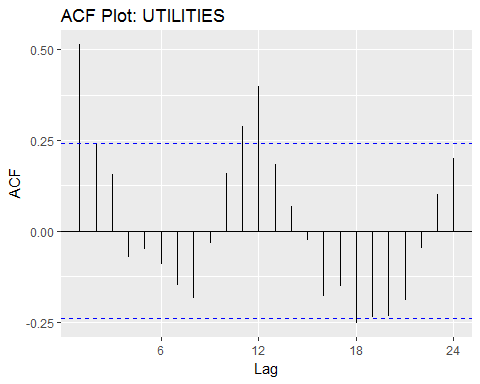 ACF Plot: UTILITIES
0.50
0.25
0.00
-0.25
ACF
6 12 18 24
Lag